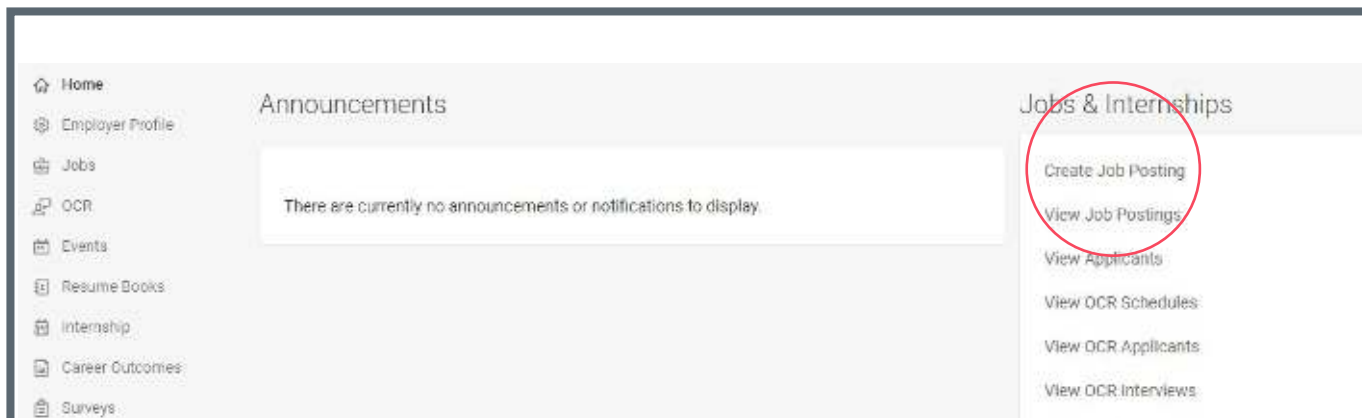 Home
Employer Profile
Jobs
OCR
Events
Resume Books
Internship
Career Outcomes
Surveys
Announcements
There are currently no announcements or notifications to display.
Jobs & Internships
Create Job Posting
View Job Postings
View Applicants
View OCR Schedules
View OCR Applicants
View OCR Interviews